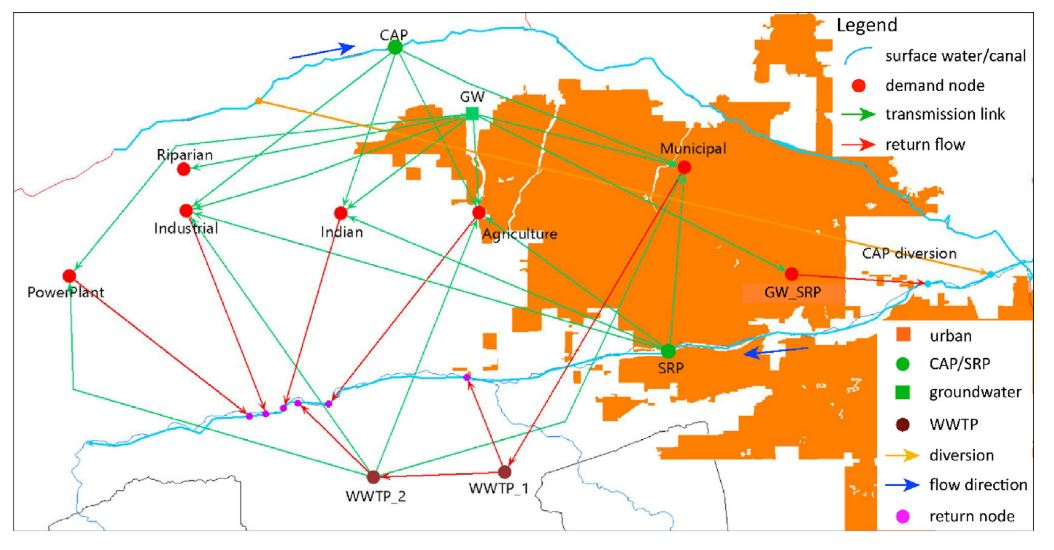 Legend
surface water/canal
demand node
transmission link
return flow
CAP
GW
Municipal
Riparian
Industrial
Indian
Agriculture
CAP diversion
PowerPlant
GW_SRP
SRP
urban
CAP/SRP
groundwater
WWTP
diversion
flow direction
return node
WWTP_2
WWTP_1